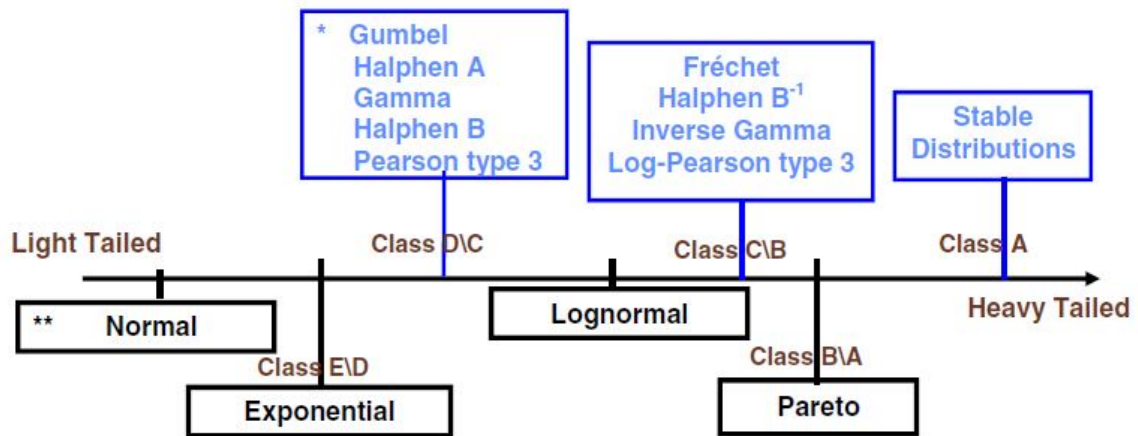 * Gumbel
Halphen A
Gamma
Halphen B
Pearson type 3
Fréchet
Halphen B⁻¹
Inverse Gamma
Log-Pearson type 3
Stable
Distributions
Light Tailed
Class D\C
Class C\B
Class A
Heavy Tailed
** Normal
Lognormal
Class E\D
Class B\A
Exponential
Pareto